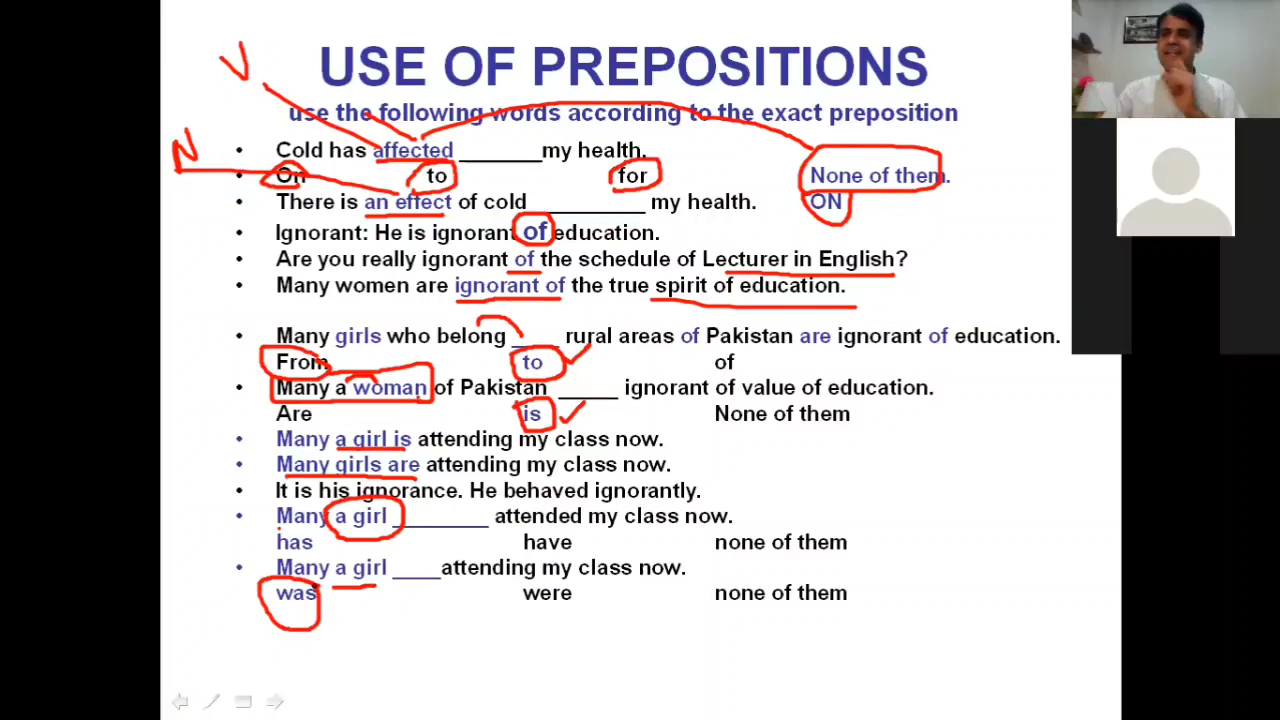 USE OF PREPOSITIONS
use the following words according to the exact preposition
V
N
• Cold has affected _______my health.
• On to for None of them.
• There is an effect of cold _________ my health. ON
• Ignorant: He is ignorant of education.
• Are you really ignorant of the schedule of Lecturer in English?
• Many women are ignorant of the true spirit of education.
• Many girls who belong ____ rural areas of Pakistan are ignorant of education.
From to of
• Many a woman of Pakistan _____ ignorant of value of education.
Are is None of them
• Many a girl is attending my class now.
• Many girls are attending my class now.
• It is his ignorance. He behaved ignorantly.
• Many a girl ________ attended my class now.
has have none of them
• Many a girl ____attending my class now.
was were none of them